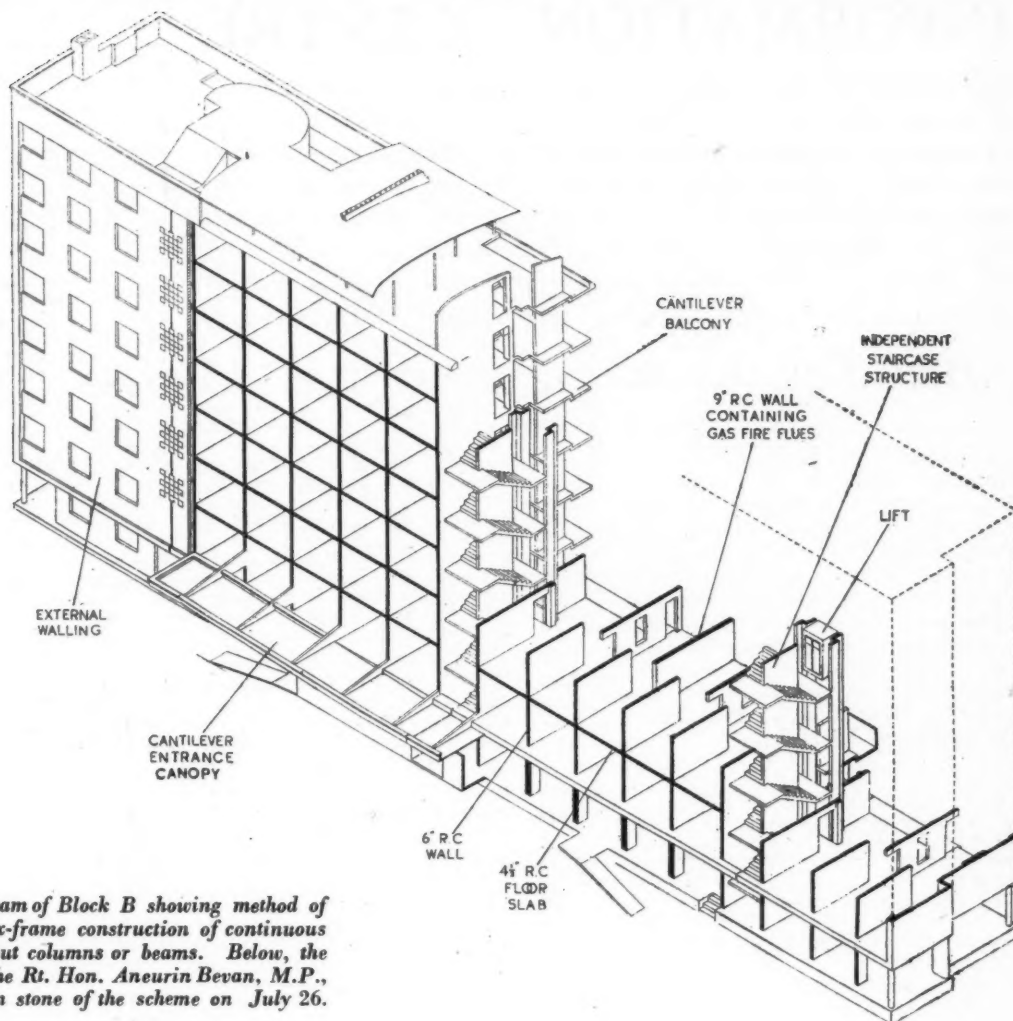 CANTILEVER
BALCONY
INDEPENDENT
STAIRCASE
STRUCTURE
9" R C WALL
CONTAINING
GAS FIRE FLUES
LIFT
EXTERNAL
WALLING
CANTILEVER
ENTRANCE
CANOPY
6" R.C
WALL
4½" R.C
FLOOR
SLAB
am of Block B showing method of
x-frame construction of continuous
ut columns or beams. Below, the
he Rt. Hon. Aneurin Bevan, M.P.,
n stone of the scheme on July 26.